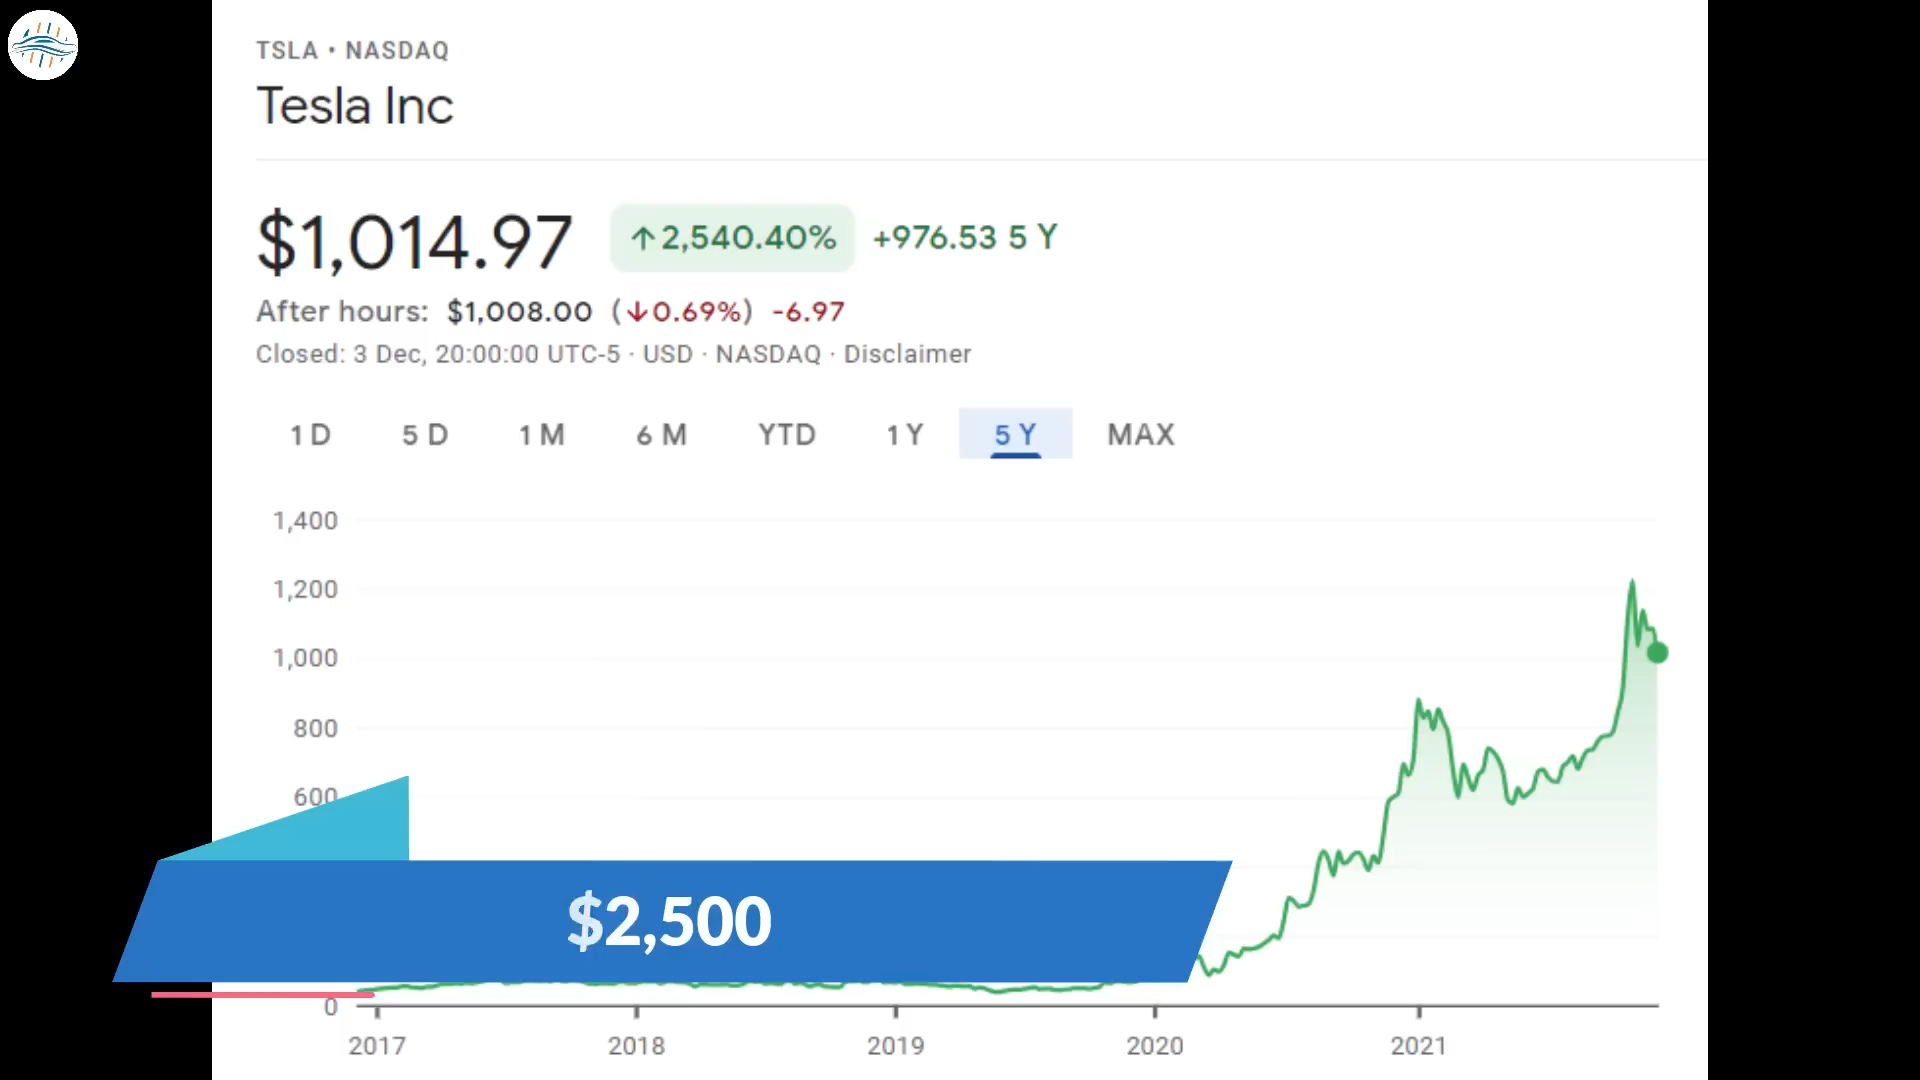 TSLA • NASDAQ
Tesla Inc
$1,014.97 ↑2,540.40% +976.53 5 Y
After hours: $1,008.00 (↓0.69%) -6.97
Closed: 3 Dec, 20:00:00 UTC-5 · USD · NASDAQ · Disclaimer
1 D 5 D 1 M 6 M YTD 1 Y 5 Y MAX
1,400
1,200
1,000
800
600
$2,500
0
2017 2018 2019 2020 2021